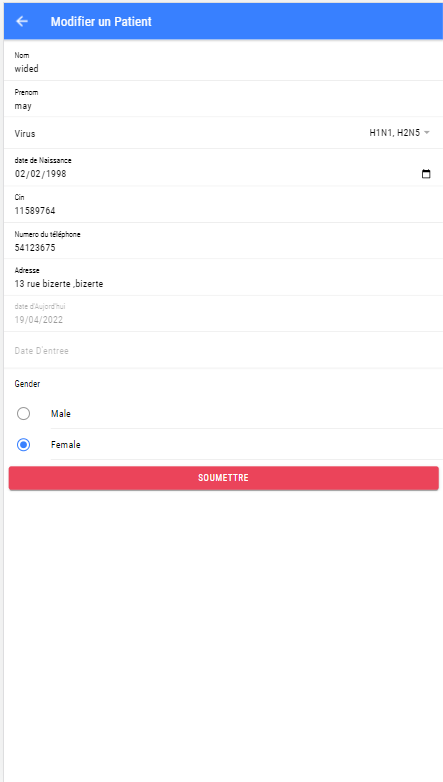 Modifier un Patient
Nom
wided
Prenom
may
Virus H1N1, H2N5
date de Naissance
02/02/1998
Cin
11589764
Numero du téléphone
54123675
Adresse
13 rue bizerte ,bizerte
date d'Aujord'hui
19/04/2022
Date D'entree
Gender
Male
Female
SOUMETTRE